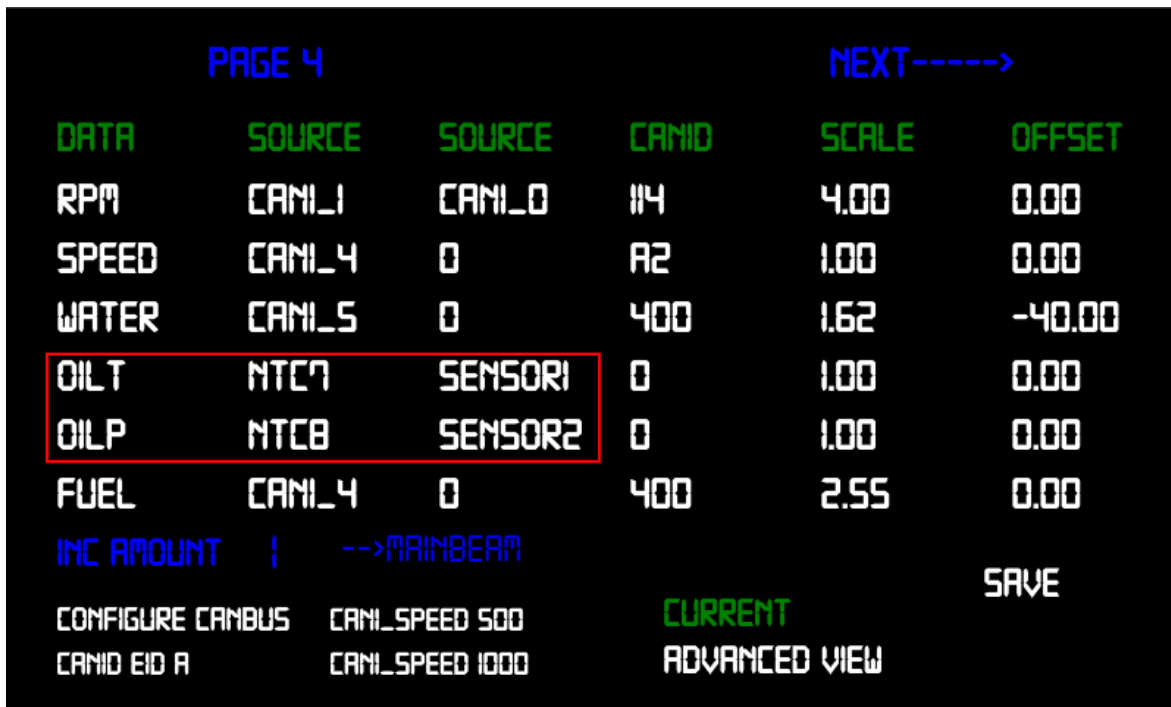 PAGE 4 NEXT----->
DATA SOURCE SOURCE CANID SCALE OFFSET
RPM CAN1_1 CAN1_0 114 4.00 0.00
SPEED CAN1_4 0 A2 1.00 0.00
WATER CAN1_5 0 400 1.62 -40.00
OILT NTC7 SENSOR1 0 1.00 0.00
OILP NTC8 SENSOR2 0 1.00 0.00
FUEL CAN1_4 0 400 2.55 0.00
INC AMOUNT 1 -->MAINBEAM
SAVE
CONFIGURE CANBUS CAN1_SPEED 500 CURRENT
CANID EID A CAN1_SPEED 1000 ADVANCED VIEW